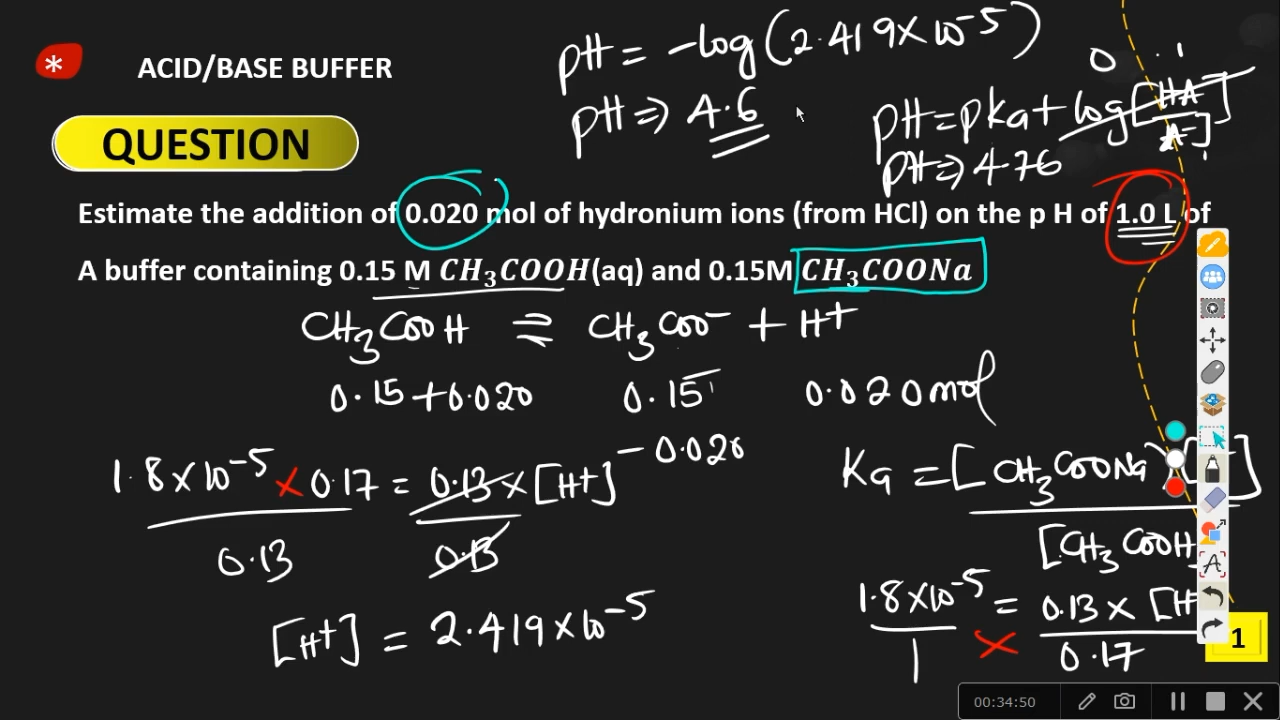 *
ACID/BASE BUFFER
pH = -log(2.419×10⁻⁵)
pH ⇒ 4.6
0 . 1
pH = pka + log[HA/A⁻]
pH ⇒ 4.76
QUESTION
Estimate the addition of 0.020 mol of hydronium ions (from HCl) on the p H of 1.0 L of
A buffer containing 0.15 M CH₃COOH(aq) and 0.15M CH₃COONa
CH₃COOH ⇌ CH₃COO⁻ + H⁺
0.15+0.020 0.15 0.020mol
- 0.020
1.8×10⁻⁵ × 0.17 = 0.13 × [H⁺]
0.13 0.13
[H⁺] = 2.419×10⁻⁵
Ka = [CH₃COONa]
[CH₃COOH
1.8×10⁻⁵ = 0.13 × [H
1 × 0.17
A
1
00:34:50